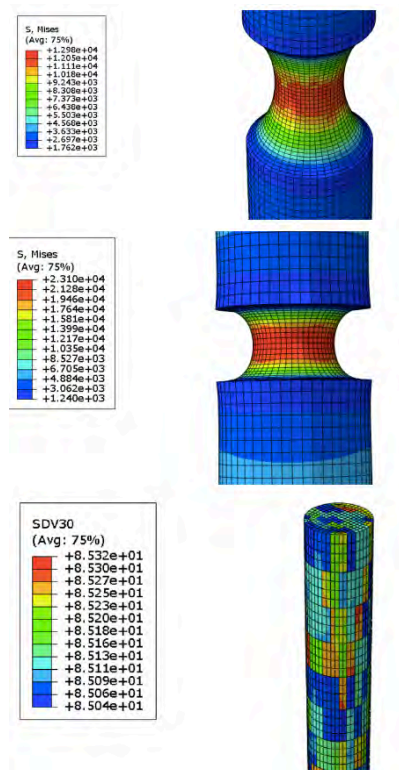 S, Mises
(Avg: 75%)
+1.298e+04
+1.205e+04
+1.111e+04
+1.018e+04
+9.243e+03
+8.308e+03
+7.373e+03
+6.438e+03
+5.503e+03
+4.568e+03
+3.633e+03
+2.697e+03
+1.762e+03
S, Mises
(Avg: 75%)
+2.310e+04
+2.128e+04
+1.946e+04
+1.764e+04
+1.581e+04
+1.399e+04
+1.217e+04
+1.035e+04
+8.527e+03
+6.705e+03
+4.884e+03
+3.062e+03
+1.240e+03
SDV30
(Avg: 75%)
+8.532e+01
+8.530e+01
+8.527e+01
+8.525e+01
+8.523e+01
+8.520e+01
+8.518e+01
+8.516e+01
+8.513e+01
+8.511e+01
+8.509e+01
+8.506e+01
+8.504e+01